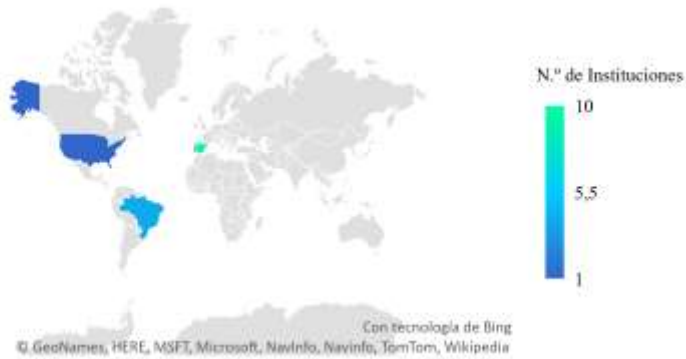 N.º de Instituciones
10
5,5
1
Con tecnología de Bing
© GeoNames, HERE, MSFT, Microsoft, NavInfo, Navinfo, TomTom, Wikipedia